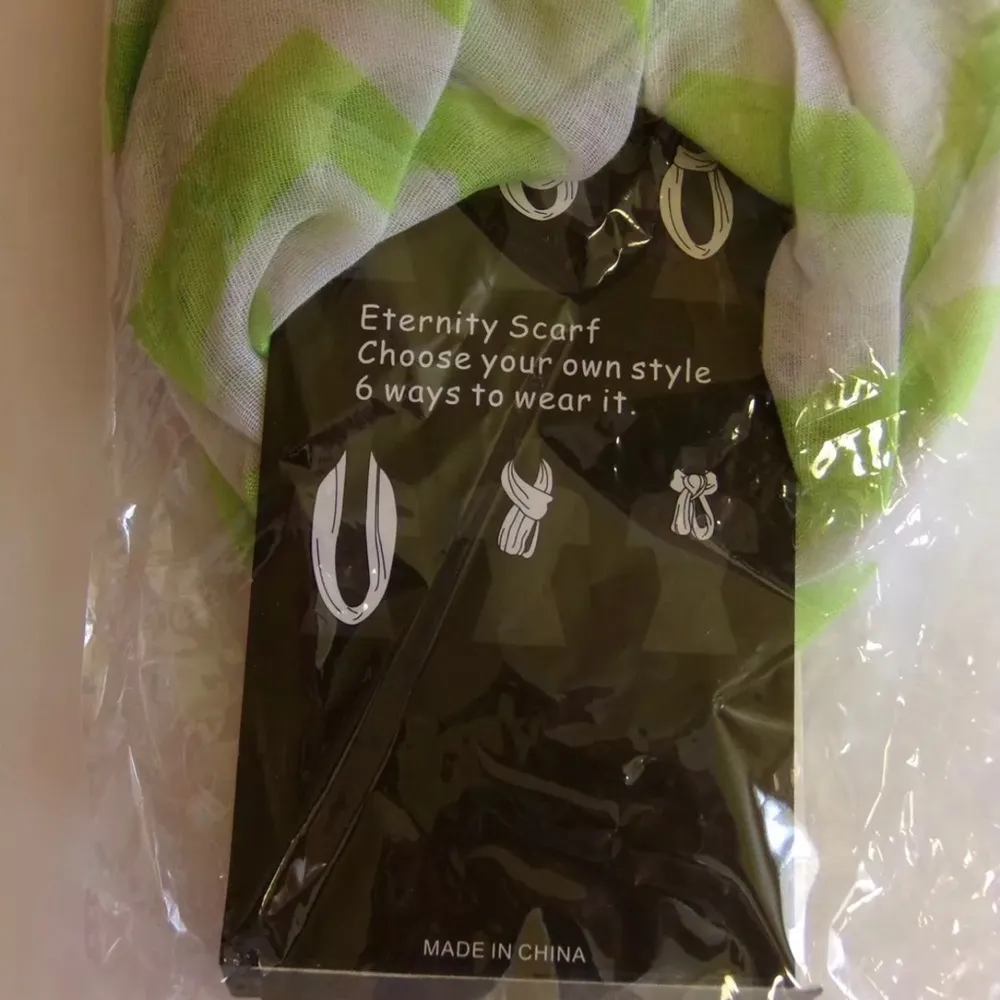 Eternity Scarf
Choose your own style
6 ways to wear it.
MADE IN CHINA